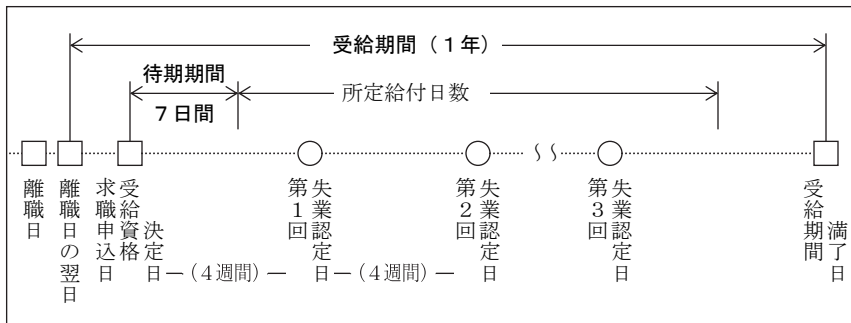 受給期間（１年）
待期期間
７日間
所定給付日数
離職日
離職日の翌日
求職申込日
受給資格
決定日
―（４週間）―
第１回
失業認定日
―（４週間）―
第２回
失業認定日
第３回
失業認定日
受給期間
満了日